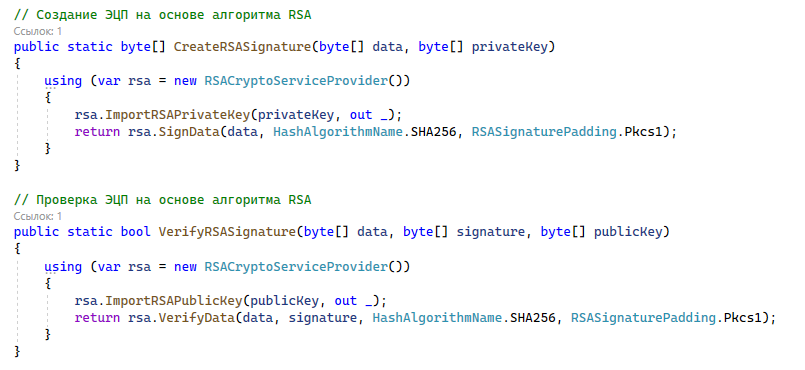 // Создание ЭЦП на основе алгоритма RSA
Ссылок: 1
public static byte[] CreateRSASignature(byte[] data, byte[] privateKey)
{
    using (var rsa = new RSACryptoServiceProvider())
    {
        rsa.ImportRSAPrivateKey(privateKey, out _);
        return rsa.SignData(data, HashAlgorithmName.SHA256, RSASignaturePadding.Pkcs1);
    }
}
// Проверка ЭЦП на основе алгоритма RSA
Ссылок: 1
public static bool VerifyRSASignature(byte[] data, byte[] signature, byte[] publicKey)
{
    using (var rsa = new RSACryptoServiceProvider())
    {
        rsa.ImportRSAPublicKey(publicKey, out _);
        return rsa.VerifyData(data, signature, HashAlgorithmName.SHA256, RSASignaturePadding.Pkcs1);
    }
}